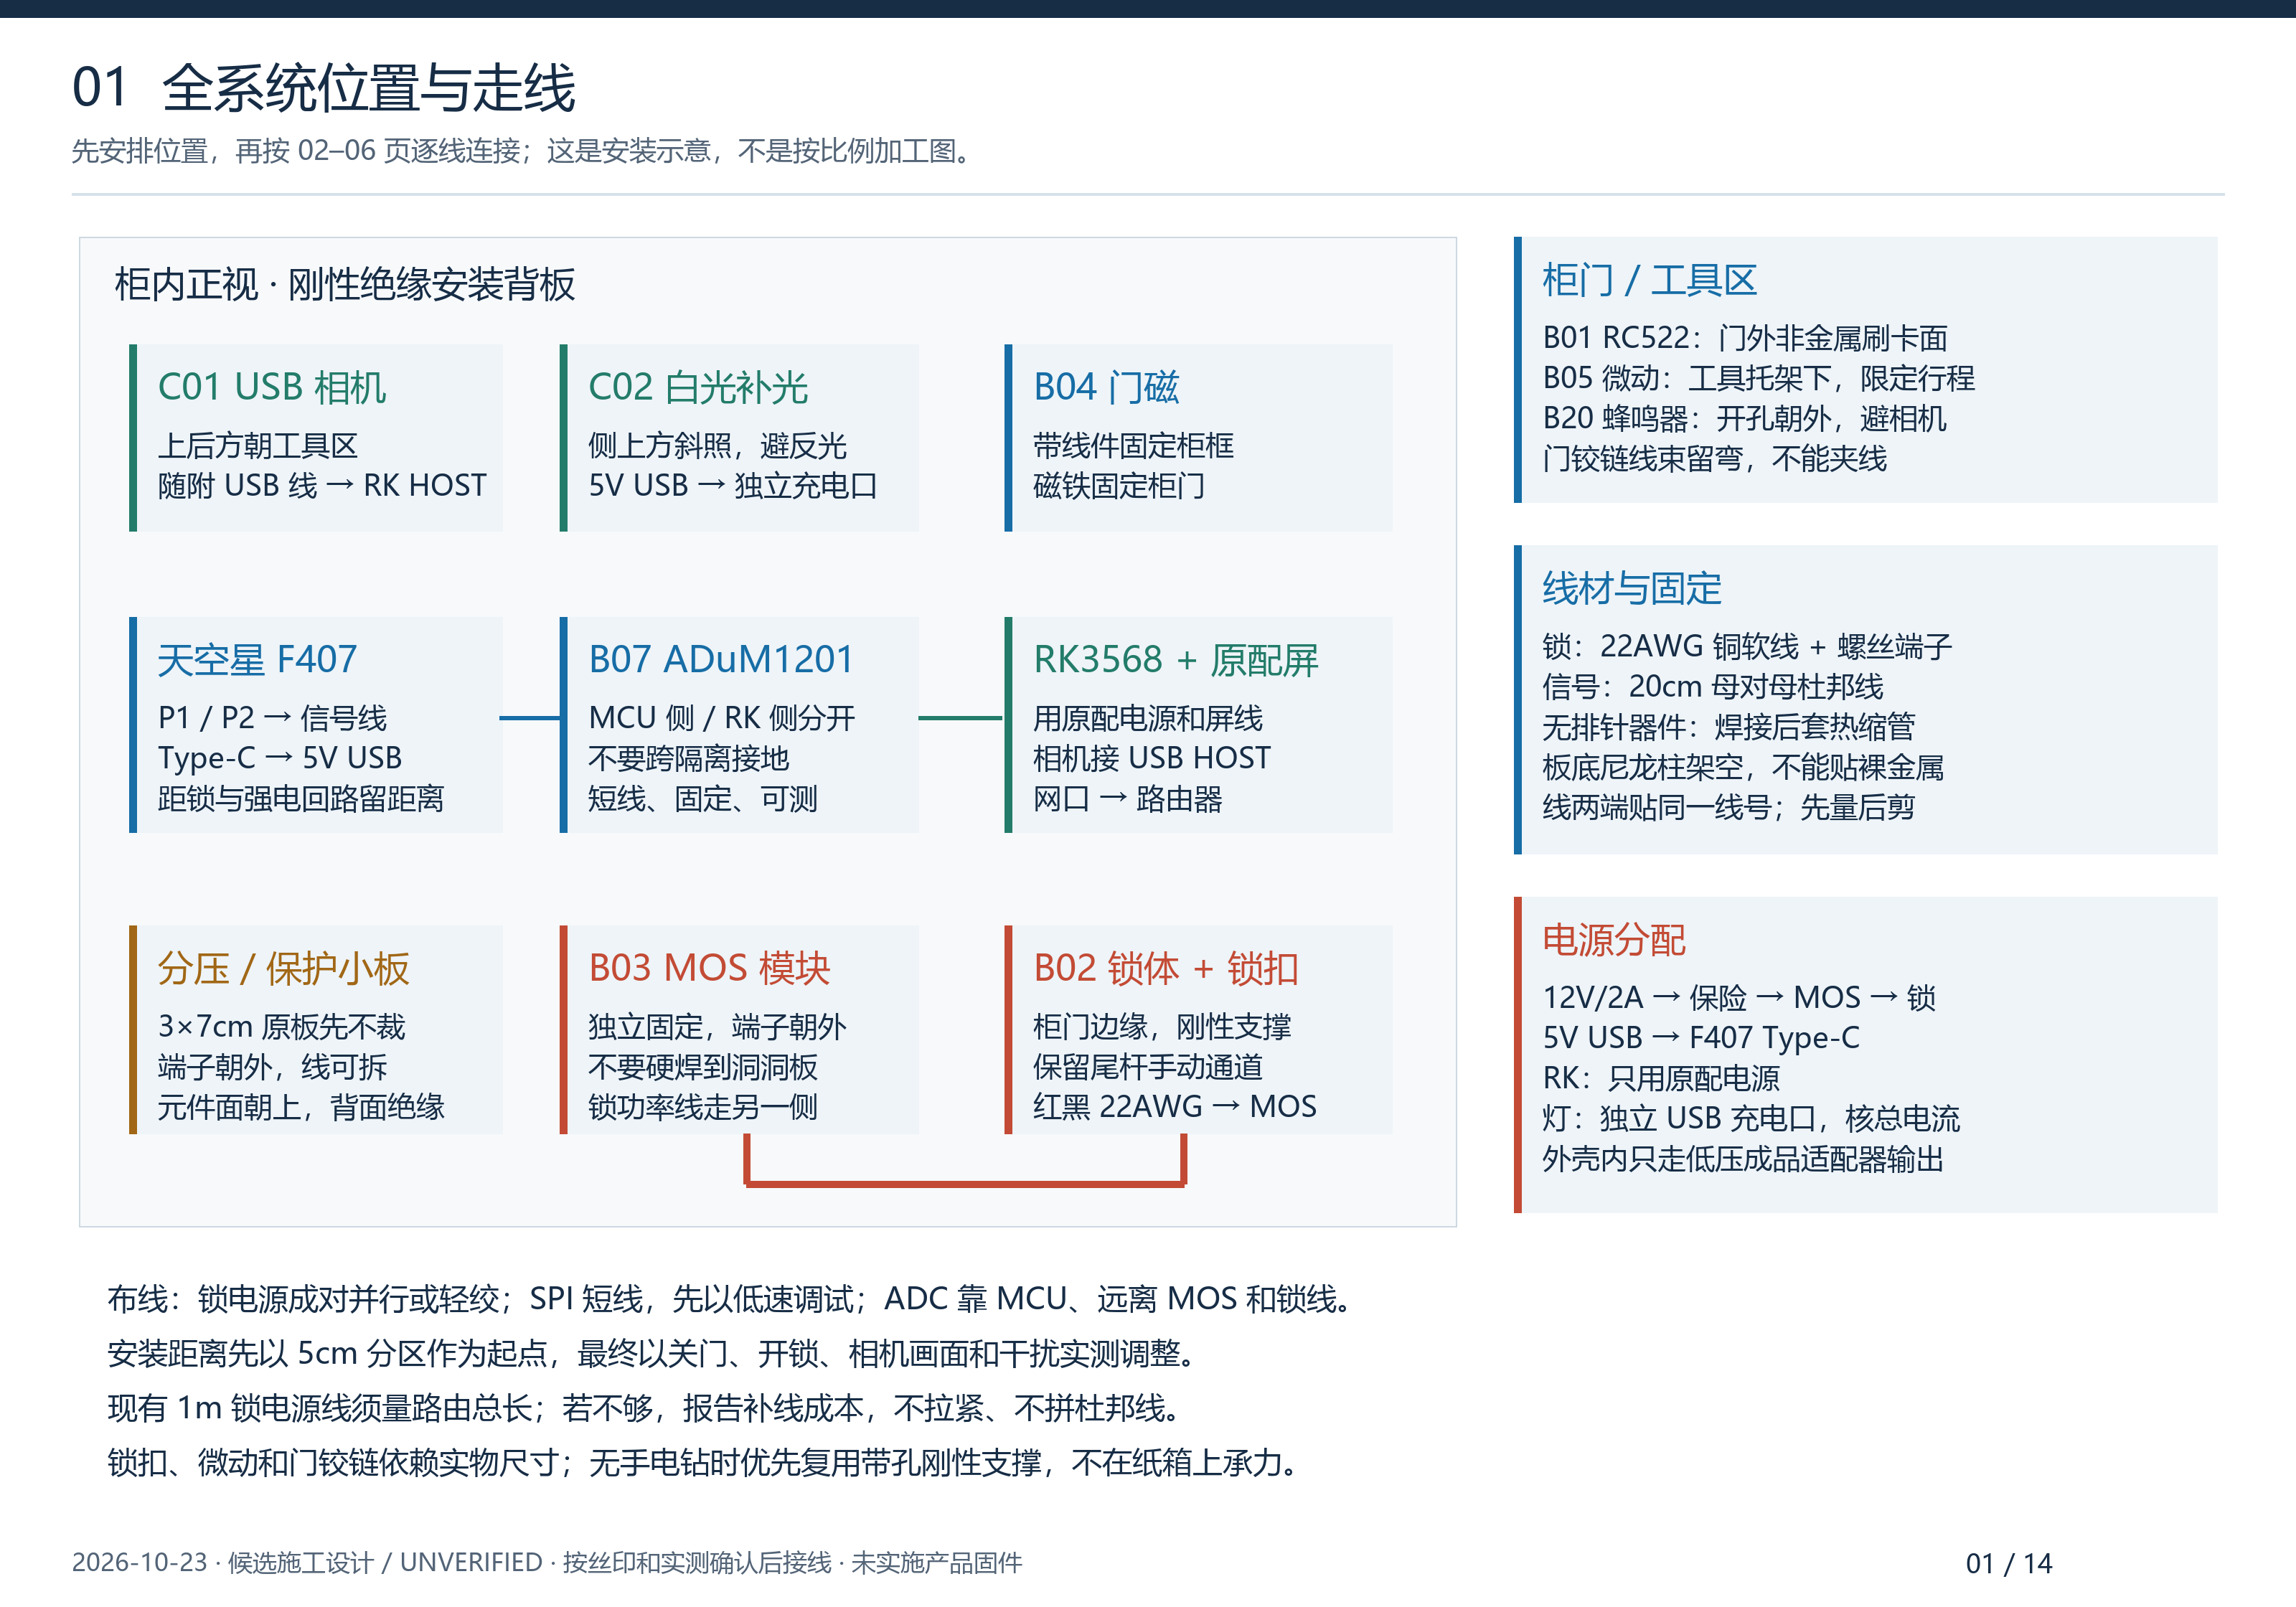 01 全系统位置与走线
先安排位置，再按 02–06 页逐线连接；这是安装示意，不是按比例加工图。
柜内正视 · 刚性绝缘安装背板
C01 USB 相机
上后方朝工具区
随附 USB 线 → RK HOST
C02 白光补光
侧上方斜照，避反光
5V USB → 独立充电口
B04 门磁
带线件固定柜框
磁铁固定柜门
天空星 F407
P1 / P2 → 信号线
Type-C → 5V USB
距锁与强电回路留距离
B07 ADuM1201
MCU 侧 / RK 侧分开
不要跨隔离接地
短线、固定、可测
RK3568 + 原配屏
用原配电源和屏线
相机接 USB HOST
网口 → 路由器
分压 / 保护小板
3×7cm 原板先不裁
端子朝外，线可拆
元件面朝上，背面绝缘
B03 MOS 模块
独立固定，端子朝外
不要硬焊到洞洞板
锁功率线走另一侧
B02 锁体 + 锁扣
柜门边缘，刚性支撑
保留尾杆手动通道
红黑 22AWG → MOS
柜门 / 工具区
B01 RC522：门外非金属刷卡面
B05 微动：工具托架下，限定行程
B20 蜂鸣器：开孔朝外，避相机
门铰链线束留弯，不能夹线
线材与固定
锁：22AWG 铜软线 + 螺丝端子
信号：20cm 母对母杜邦线
无排针器件：焊接后套热缩管
板底尼龙柱架空，不能贴裸金属
线两端贴同一线号；先量后剪
电源分配
12V/2A → 保险 → MOS → 锁
5V USB → F407 Type-C
RK：只用原配电源
灯：独立 USB 充电口，核总电流
外壳内只走低压成品适配器输出
布线：锁电源成对并行或轻绞；SPI 短线，先以低速调试；ADC 靠 MCU、远离 MOS 和锁线。
安装距离先以 5cm 分区作为起点，最终以关门、开锁、相机画面和干扰实测调整。
现有 1m 锁电源线须量路由总长；若不够，报告补线成本，不拉紧、不拼杜邦线。
锁扣、微动和门铰链依赖实物尺寸；无手电钻时优先复用带孔刚性支撑，不在纸箱上承力。
2026-10-23 · 候选施工设计 / UNVERIFIED · 按丝印和实测确认后接线 · 未实施产品固件
01 / 14